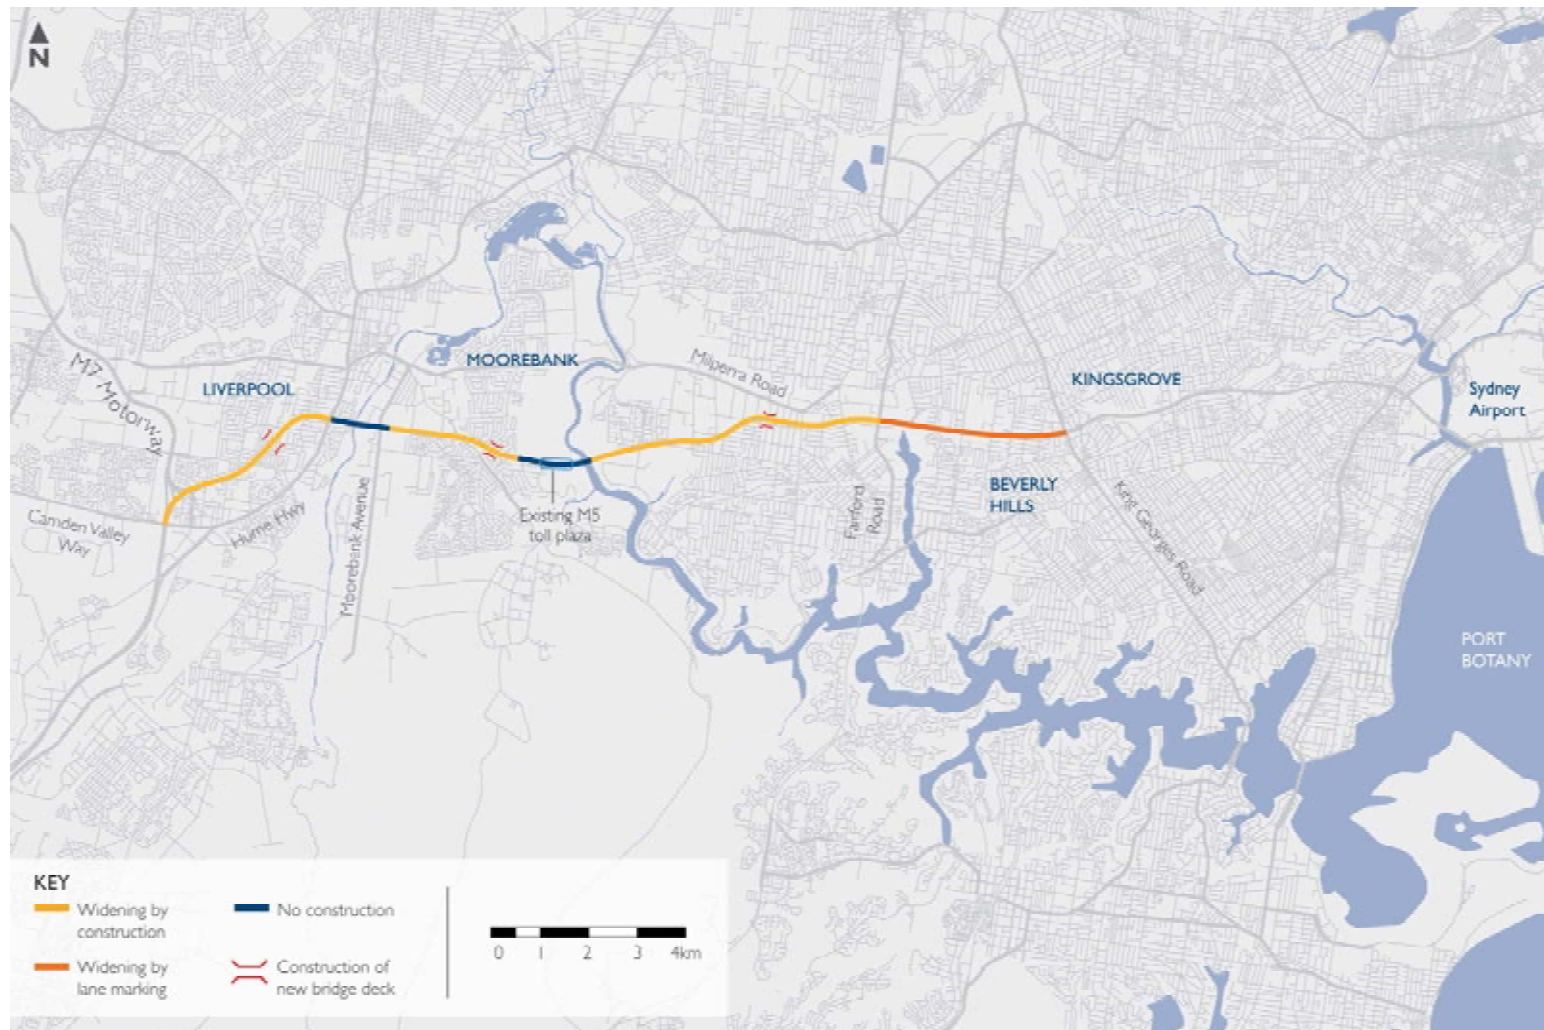 N
M7 Motorway
LIVERPOOL
MOOREBANK
Milperra Road
KINGSGROVE
Sydney
Airport
Camden Valley
Way
Hume Hwy
Moorebank Avenue
Existing M5
toll plaza
Fairford
Road
BEVERLY
HILLS
King Georges Road
PORT
BOTANY
KEY
Widening by
construction
No construction
Widening by
lane marking
Construction of
new bridge deck
0 1 2 3 4km